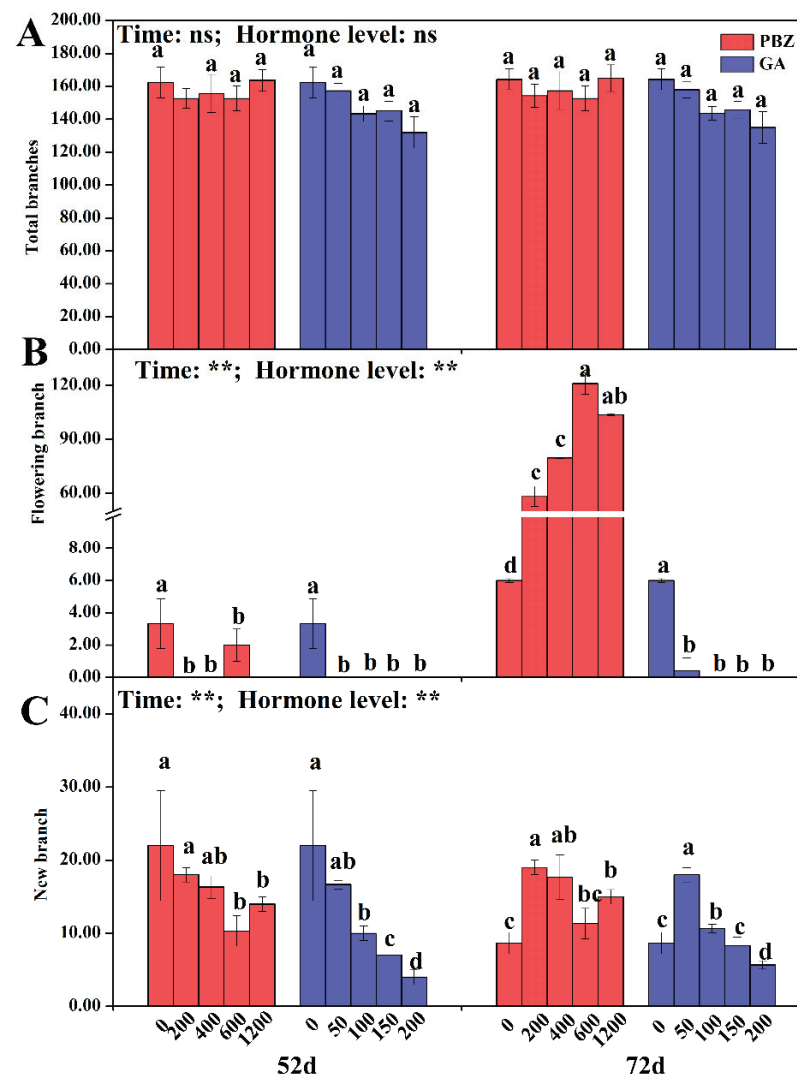 A
Time: ns; Hormone level: ns
PBZ
GA
200.00
180.00
160.00
140.00
120.00
100.00
80.00
60.00
40.00
20.00
0.00
Total branches
a a a a a a a a a a a a a a a a a a a a
B
Time: **; Hormone level: **
120.00
90.00
60.00
8.00
6.00
4.00
2.00
0.00
Flowering branch
a b b b a b b b b d c c a ab a b b b b
C
Time: **; Hormone level: **
40.00
30.00
20.00
10.00
0.00
New branch
a a ab b b a ab b c d c a ab bc b c a b c d
0 200 400 600 1200 0 50 100 150 200 0 200 400 600 1200 0 50 100 150 200
52d 72d